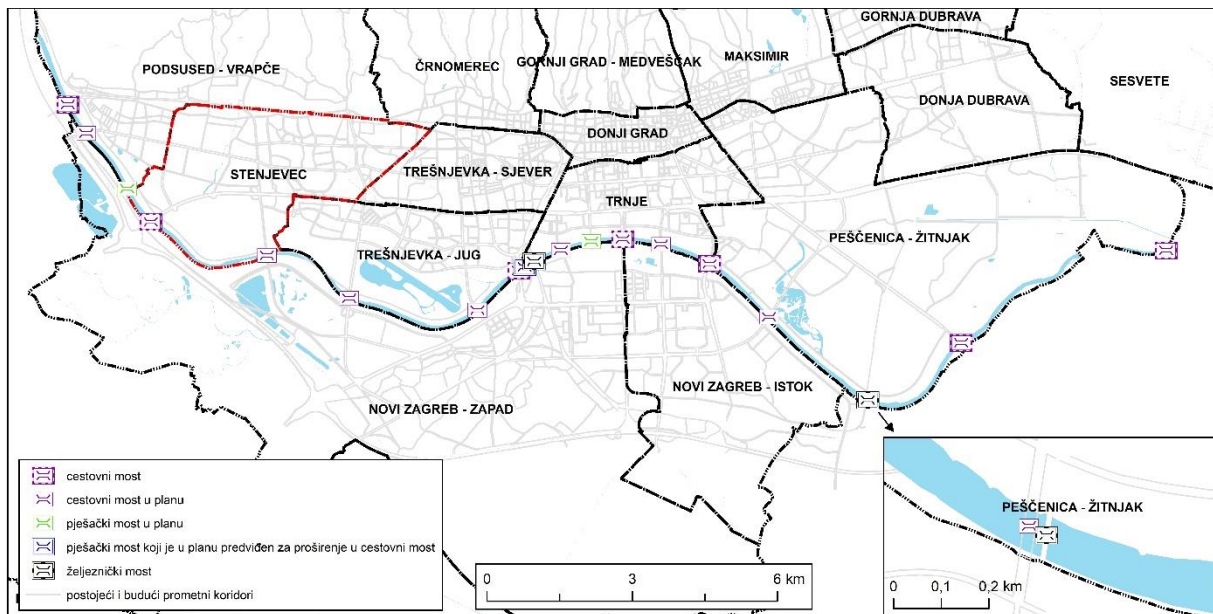 GORNJA DUBRAVA
PODSUSED - VRAPČE
ČRNOMEREC
GORNJI GRAD - MEDVEŠČAK
MAKSIMIR
SESVETE
DONJA DUBRAVA
DONJI GRAD
STENJEVEC
TREŠNJEVKA - SJEVER
TRNJE
PEŠČENICA - ŽITNJAK
TREŠNJEVKA - JUG
NOVI ZAGREB - ISTOK
NOVI ZAGREB - ZAPAD
cestovni most
cestovni most u planu
pješački most u planu
pješački most koji je u planu predviđen za proširenje u cestovni most
željeznički most
postojeći i budući prometni koridori
0 3 6 km
PEŠČENICA - ŽITNJAK
0 0,1 0,2 km